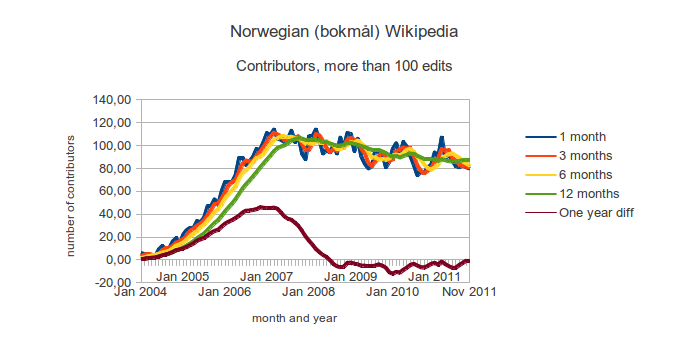 Norwegian (bokmål) Wikipedia
Contributors, more than 100 edits
140,00
120,00
100,00
80,00
60,00
40,00
20,00
0,00
-20,00
number of contributors
Jan 2004
Jan 2005
Jan 2006
Jan 2007
Jan 2008
Jan 2009
Jan 2010
Jan 2011
Nov 2011
month and year
1 month
3 months
6 months
12 months
One year diff